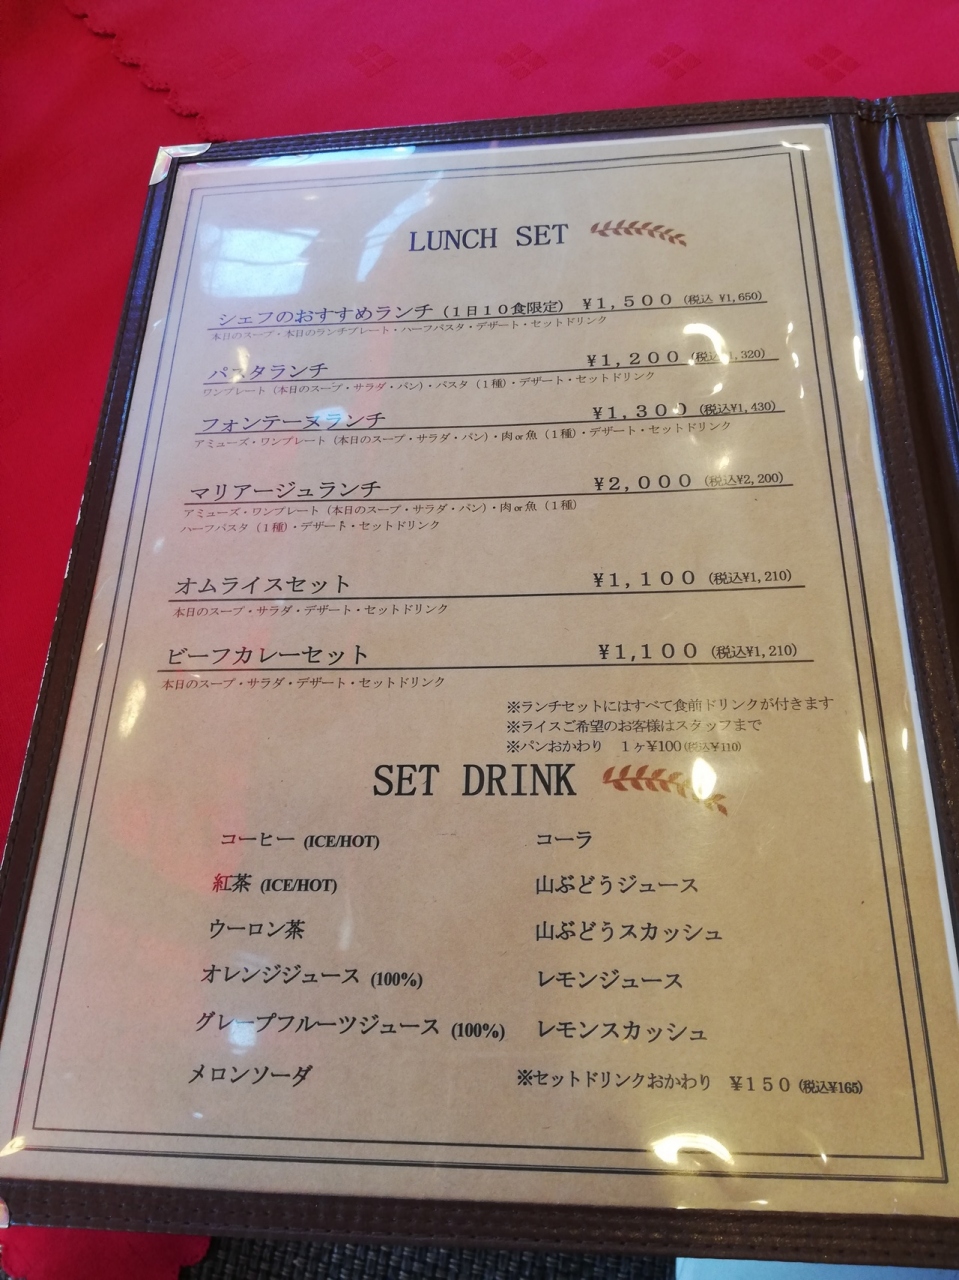 LUNCH SET
シェフのおすすめランチ（1日10食限定） ¥1,500（税込 ¥1,650）
本日のスープ・本日のランチプレート・ハーフパスタ・デザート・セットドリンク
パスタランチ ¥1,200（税込¥1,320）
ワンプレート（本日のスープ・サラダ・パン）・パスタ（1種）・デザート・セットドリンク
フォンテーヌランチ ¥1,300（税込¥1,430）
アミューズ・ワンプレート（本日のスープ・サラダ・パン）・肉or魚（1種）・デザート・セットドリンク
マリアージュランチ ¥2,000（税込¥2,200）
アミューズ・ワンプレート（本日のスープ・サラダ・パン）・肉or魚（1種）
ハーフパスタ（1種）・デザート・セットドリンク
オムライスセット ¥1,100（税込¥1,210）
本日のスープ・サラダ・デザート・セットドリンク
ビーフカレーセット ¥1,100（税込¥1,210）
本日のスープ・サラダ・デザート・セットドリンク
※ランチセットにはすべて食前ドリンクが付きます
※ライスご希望のお客様はスタッフまで
※パンおかわり 1ヶ¥100（税込¥110）
SET DRINK
コーヒー (ICE/HOT) コーラ
紅茶 (ICE/HOT) 山ぶどうジュース
ウーロン茶 山ぶどうスカッシュ
オレンジジュース (100%) レモンジュース
グレープフルーツジュース (100%) レモンスカッシュ
メロンソーダ ※セットドリンクおかわり ¥150（税込¥165）